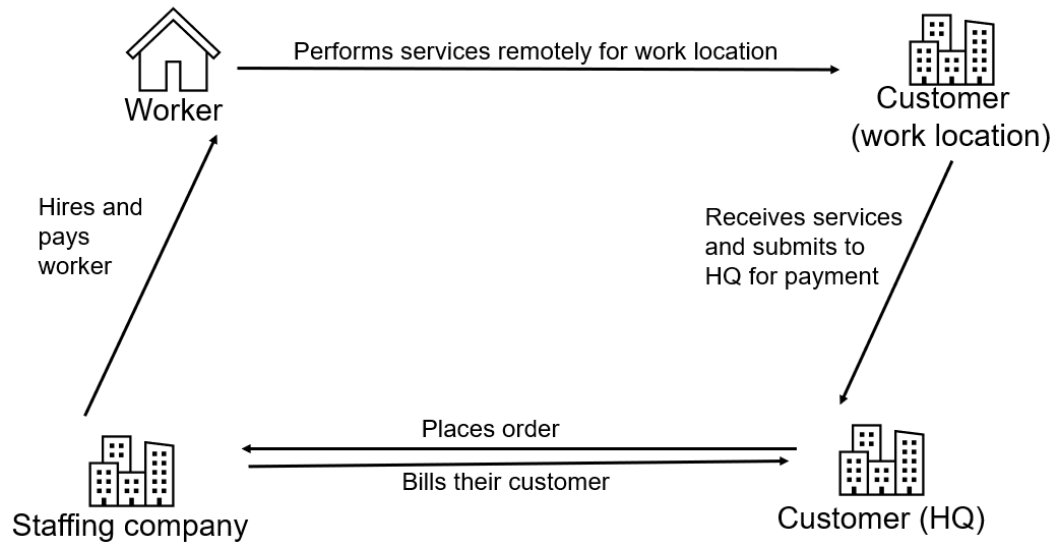 Performs services remotely for work location
Worker
Customer
(work location)
Hires and
pays
worker
Receives services
and submits to
HQ for payment
Places order
Bills their customer
Staffing company
Customer (HQ)